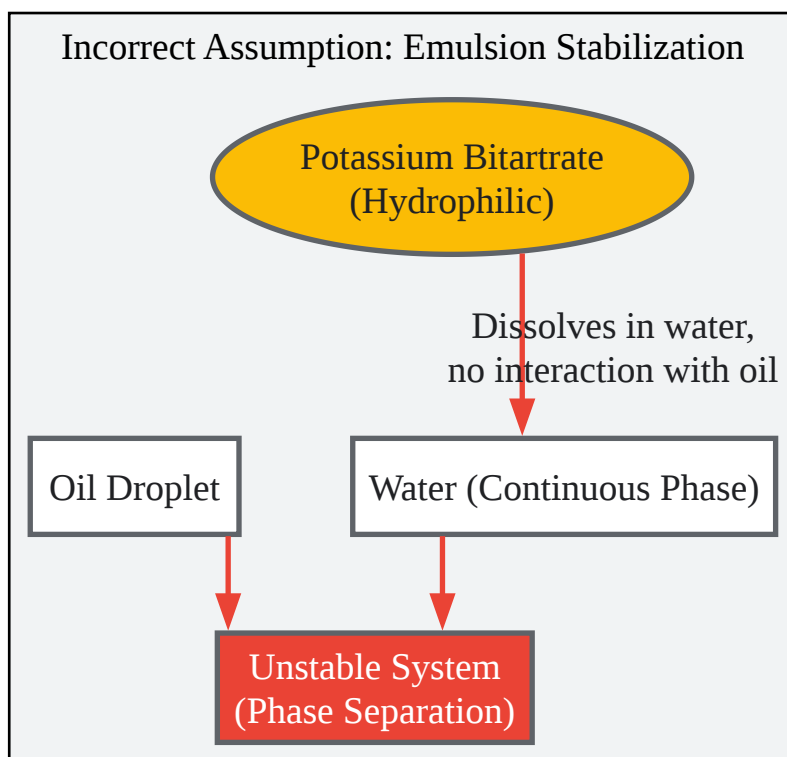 Incorrect Assumption: Emulsion Stabilization
Potassium Bitartrate
(Hydrophilic)
Dissolves in water,
no interaction with oil
Oil Droplet
Water (Continuous Phase)
Unstable System
(Phase Separation)